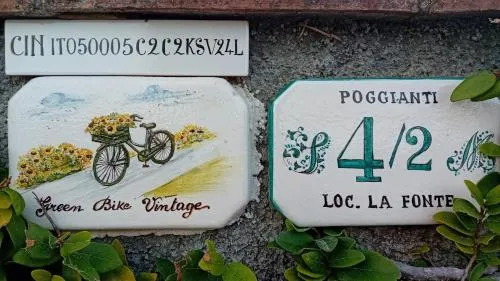 CIN IT050005C2C2KSV24L
Green Bike Vintage
POGGIANTI
4/2
LOC. LA FONTE